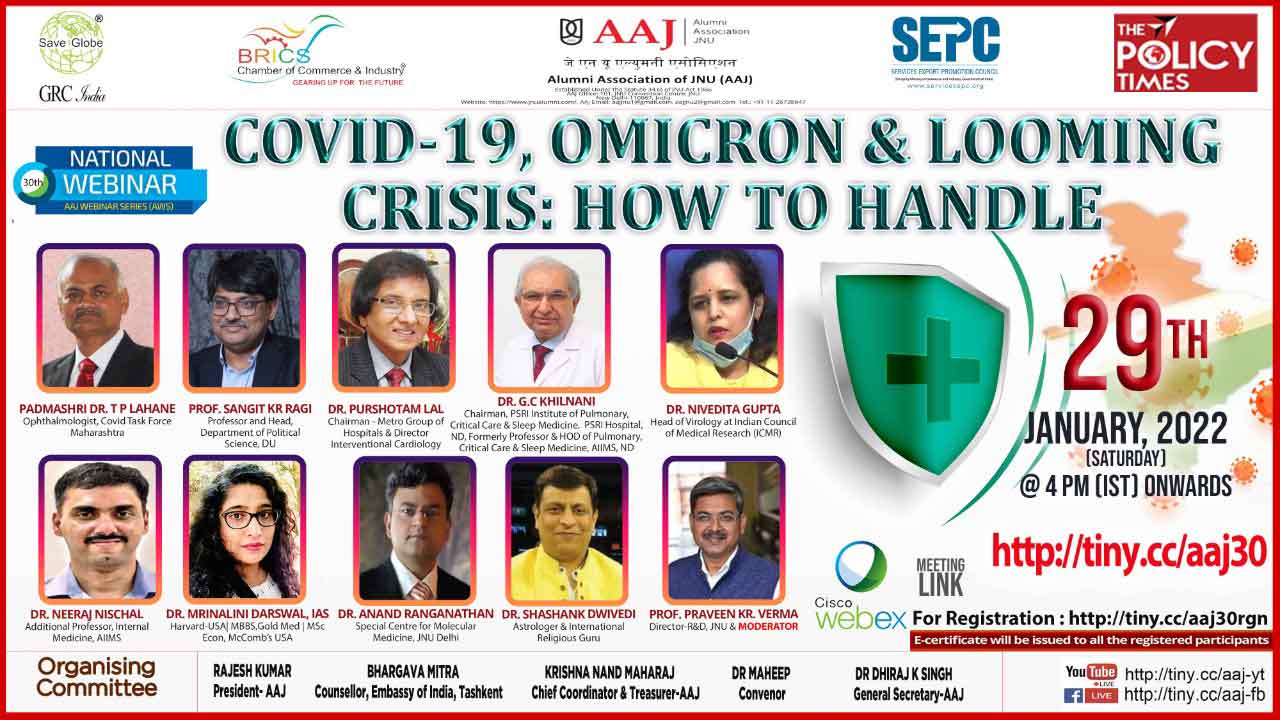 Save Globe
GRC India
BRICS
Chamber of Commerce & Industry
GEARING UP FOR THE FUTURE
AAJ
Alumni
Association
JNU
जे एन यू एल्युमनी एसोसिएशन
Alumni Association of JNU (AAJ)
SEPC
SERVICES EXPORT PROMOTION COUNCIL
www.servicesepc.org
THE
POLICY
TIMES
30th
NATIONAL
WEBINAR
AAJ WEBINAR SERIES (AWS)
COVID-19, OMICRON & LOOMING
CRISIS: HOW TO HANDLE
PADMASHRI DR. T P LAHANE
Ophthalmologist, Covid Task Force
Maharashtra
PROF. SANGIT KR RAGI
Professor and Head,
Department of Political
Science, DU
DR. PURSHOTAM LAL
Chairman - Metro Group of
Hospitals & Director
Interventional Cardiology
DR. G.C KHILNANI
Chairman, PSRI Institute of Pulmonary,
Critical Care & Sleep Medicine. PSRI Hospital,
ND, Formerly Professor & HOD of Pulmonary,
Critical Care & Sleep Medicine, AIIMS, ND
DR. NIVEDITA GUPTA
Head of Virology at Indian Council
of Medical Research (ICMR)
29TH
JANUARY, 2022
(SATURDAY)
@ 4 PM (IST) ONWARDS
DR. NEERAJ NISCHAL
Additional Professor, Internal
Medicine, AIIMS
DR. MRINALINI DARSWAL, IAS
Harvard-USA| MBBS,Gold Med | MSc
Econ, McComb's USA
DR. ANAND RANGANATHAN
Special Centre for Molecular
Medicine, JNU Delhi
DR. SHASHANK DWIVEDI
Astrologer & International
Religious Guru
PROF. PRAVEEN KR. VERMA
Director-R&D, JNU & MODERATOR
Cisco
webex
MEETING
LINK
http://tiny.cc/aaj30
For Registration : http://tiny.cc/aaj30rgn
E-certificate will be issued to all the registered participants
Organising
Committee
RAJESH KUMAR
President- AAJ
BHARGAVA MITRA
Counsellor, Embassy of India, Tashkent
KRISHNA NAND MAHARAJ
Chief Coordinator & Treasurer-AAJ
DR MAHEEP
Convenor
DR DHIRAJ K SINGH
General Secretary-AAJ
YouTube LIVE http://tiny.cc/aaj-yt
f LIVE http://tiny.cc/aaj-fb